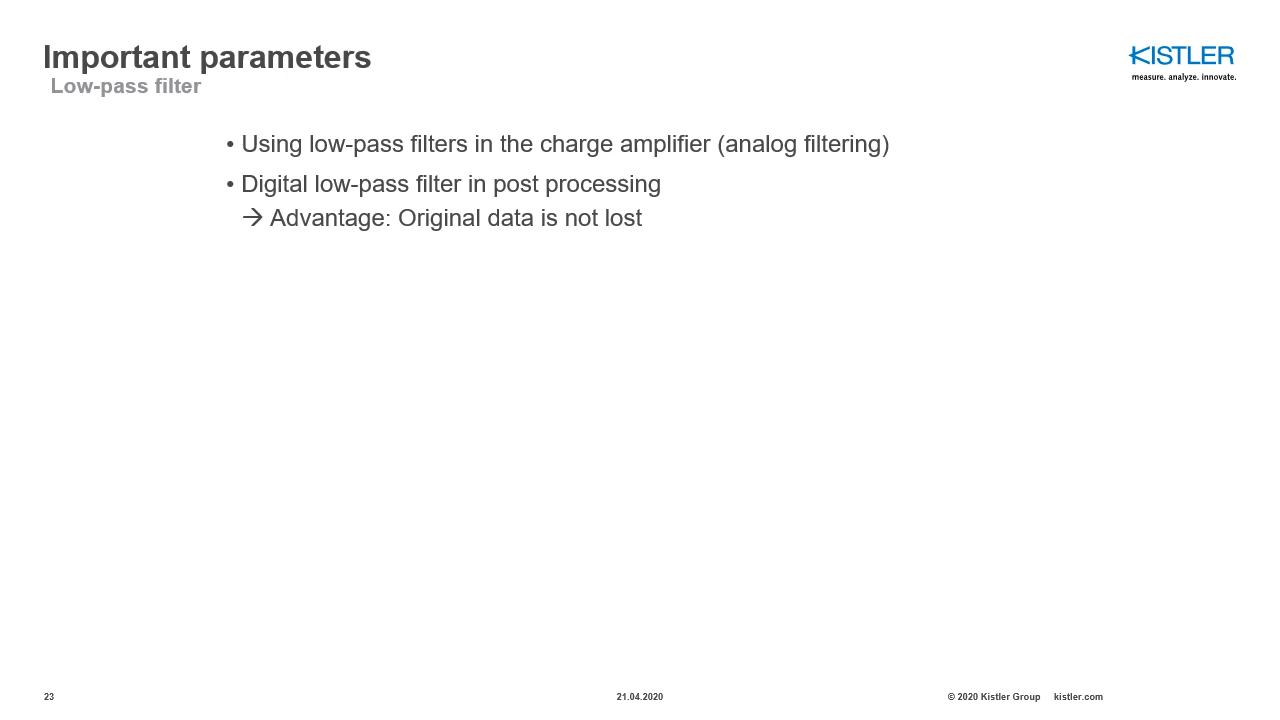 Important parameters
Low-pass filter
KISTLER
measure. analyze. innovate.
• Using low-pass filters in the charge amplifier (analog filtering)
• Digital low-pass filter in post processing
→ Advantage: Original data is not lost
23
21.04.2020
© 2020 Kistler Group kistler.com